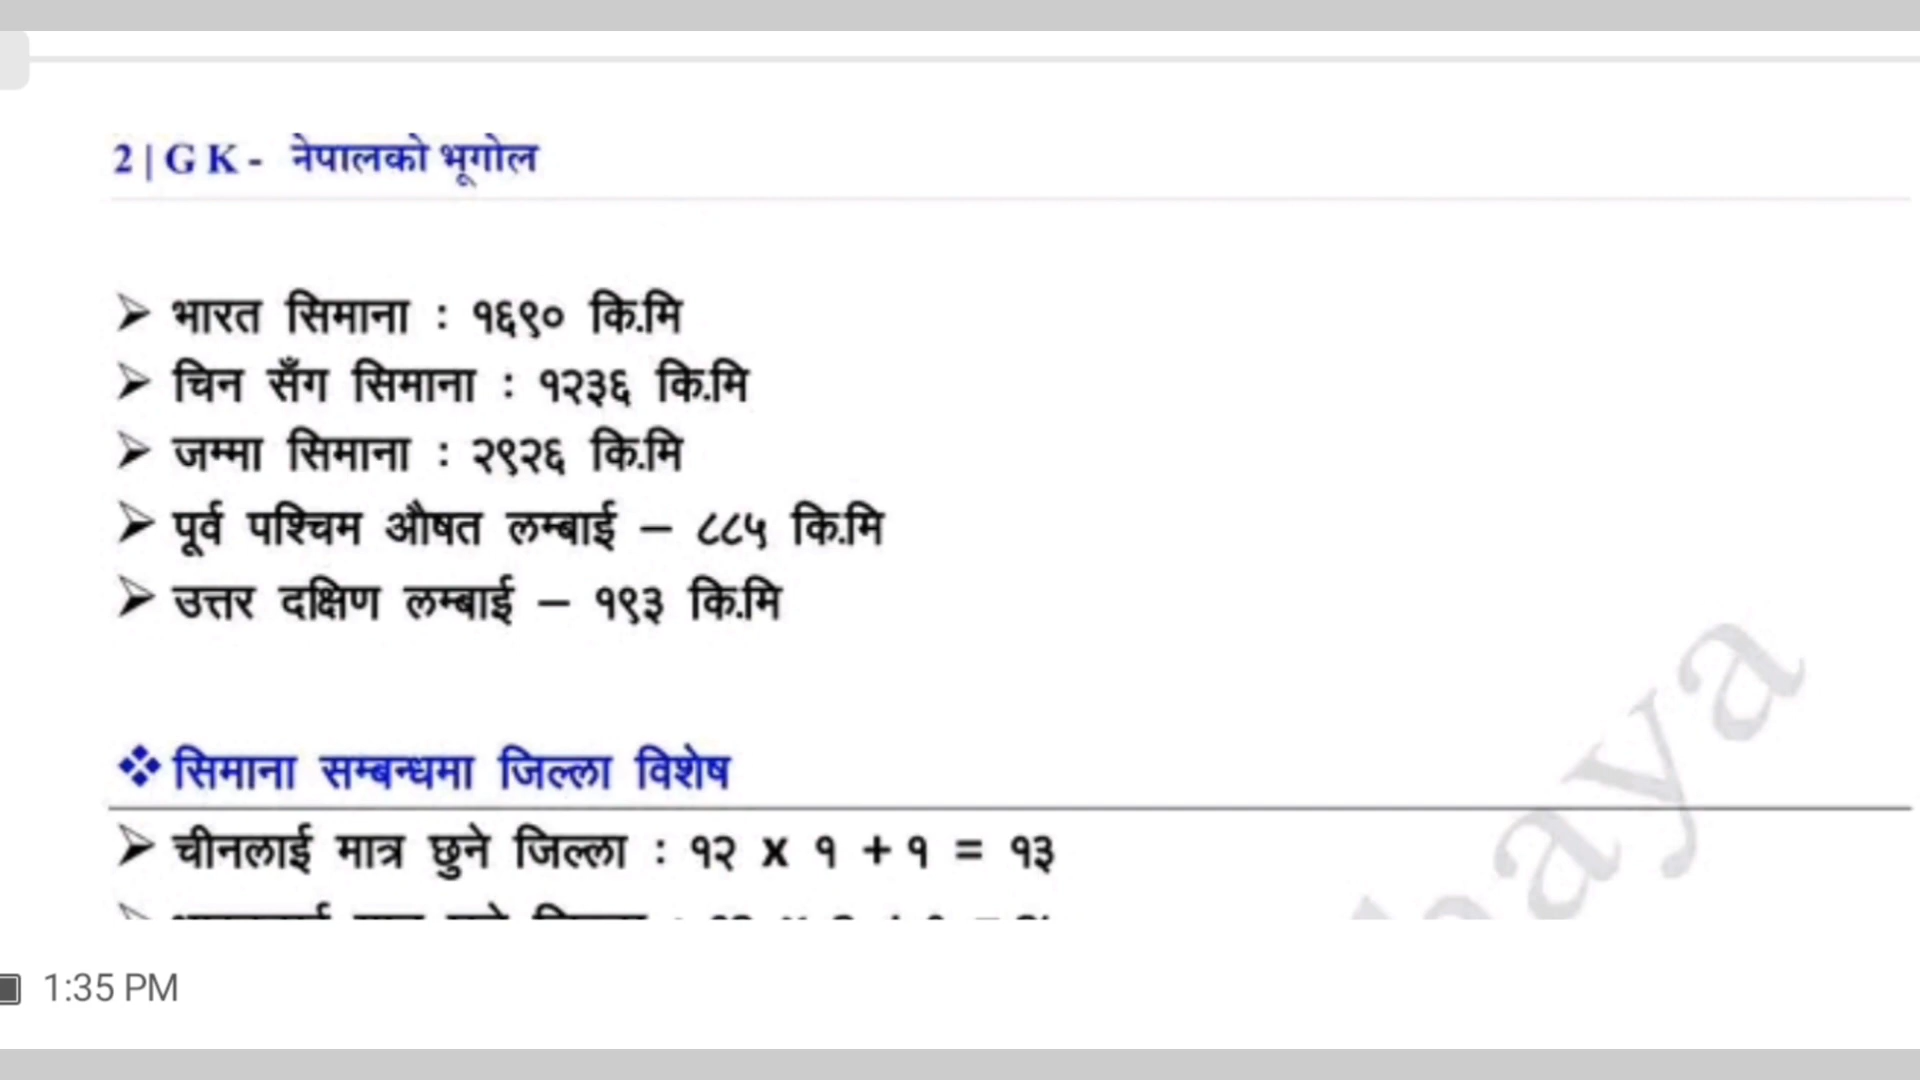 2 | G K - नेपालको भूगोल
➢ भारत सिमाना : १६९० कि.मि
➢ चिन सँग सिमाना : १२३६ कि.मि
➢ जम्मा सिमाना : २९२६ कि.मि
➢ पूर्व पश्चिम औषत लम्बाई – ८८५ कि.मि
➢ उत्तर दक्षिण लम्बाई – १९३ कि.मि
❖ सिमाना सम्बन्धमा जिल्ला विशेष
➢ चीनलाई मात्र छुने जिल्ला : १२ x १ + १ = १३
1:35 PM